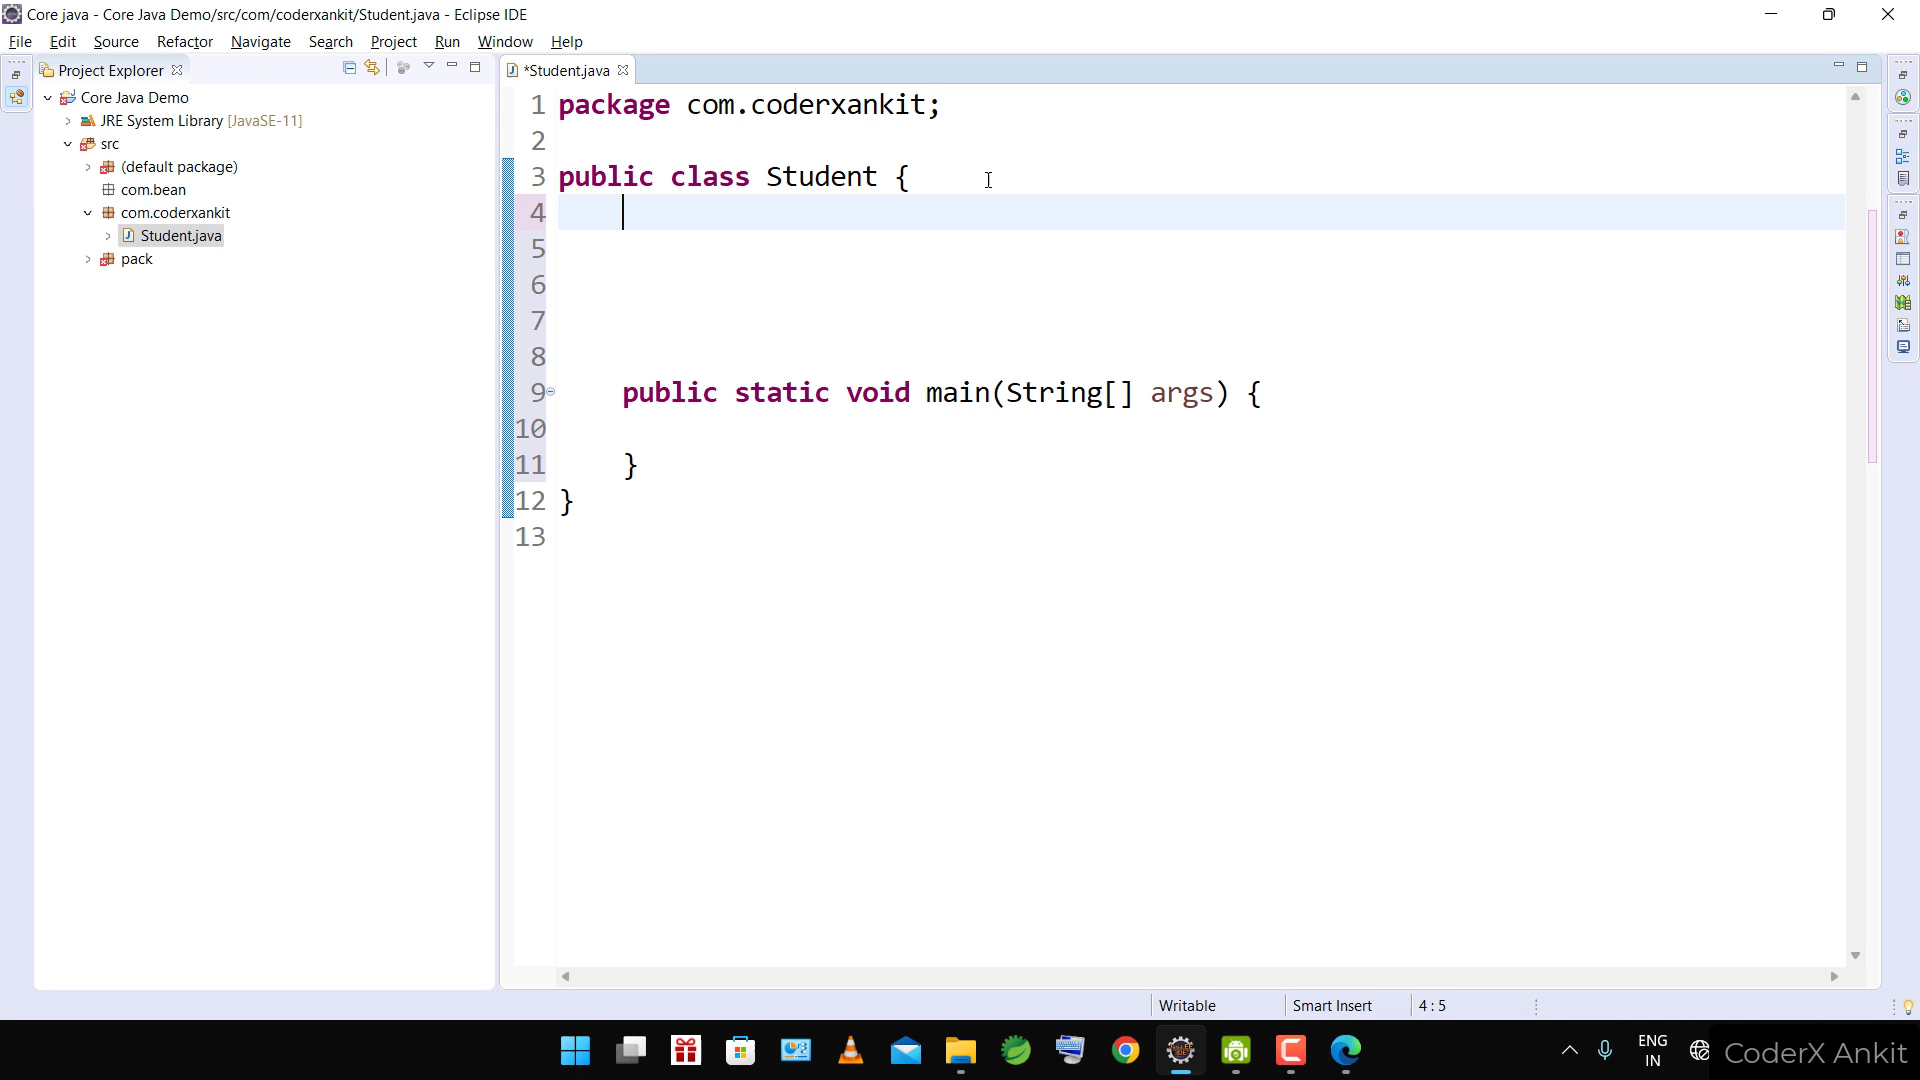 Core java - Core Java Demo/src/com/coderxankit/Student.java - Eclipse IDE
File Edit Source Refactor Navigate Search Project Run Window Help
Project Explorer
Core Java Demo
JRE System Library [JavaSE-11]
src
(default package)
com.bean
com.coderxankit
Student.java
pack
*Student.java
1 package com.coderxankit;
2
3 public class Student {
4
5
6
7
8
9 public static void main(String[] args) {
10
11 }
12 }
13
Writable Smart Insert 4 : 5
ENG
IN
CoderX Ankit